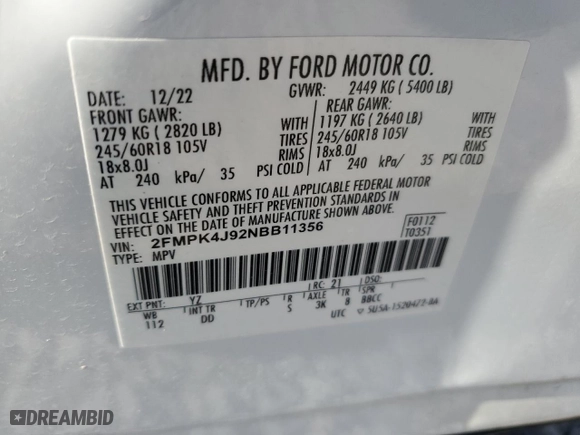 MFD. BY FORD MOTOR CO.
DATE: 12/22 GVWR: 2449 KG ( 5400 LB)
FRONT GAWR: REAR GAWR:
1279 KG ( 2820 LB) WITH 1197 KG ( 2640 LB) WITH
245/60R18 105V TIRES 245/60R18 105V TIRES
18x8.0J RIMS 18x8.0J RIMS
AT 240 kPa/ 35 PSI COLD AT 240 kPa/ 35 PSI COLD
THIS VEHICLE CONFORMS TO ALL APPLICABLE FEDERAL MOTOR
VEHICLE SAFETY AND THEFT PREVENTION STANDARDS IN
EFFECT ON THE DATE OF MANUFACTURE SHOWN ABOVE.
VIN: 2FMPK4J92NBB11356 F0112
TYPE: MPV T0351
EXT PNT: YZ RC: 21 DSO:
WB INT TR TP/PS R AXLE TR SPR
112 DD S 3K 8 BBCC
UTC
DREAMBID